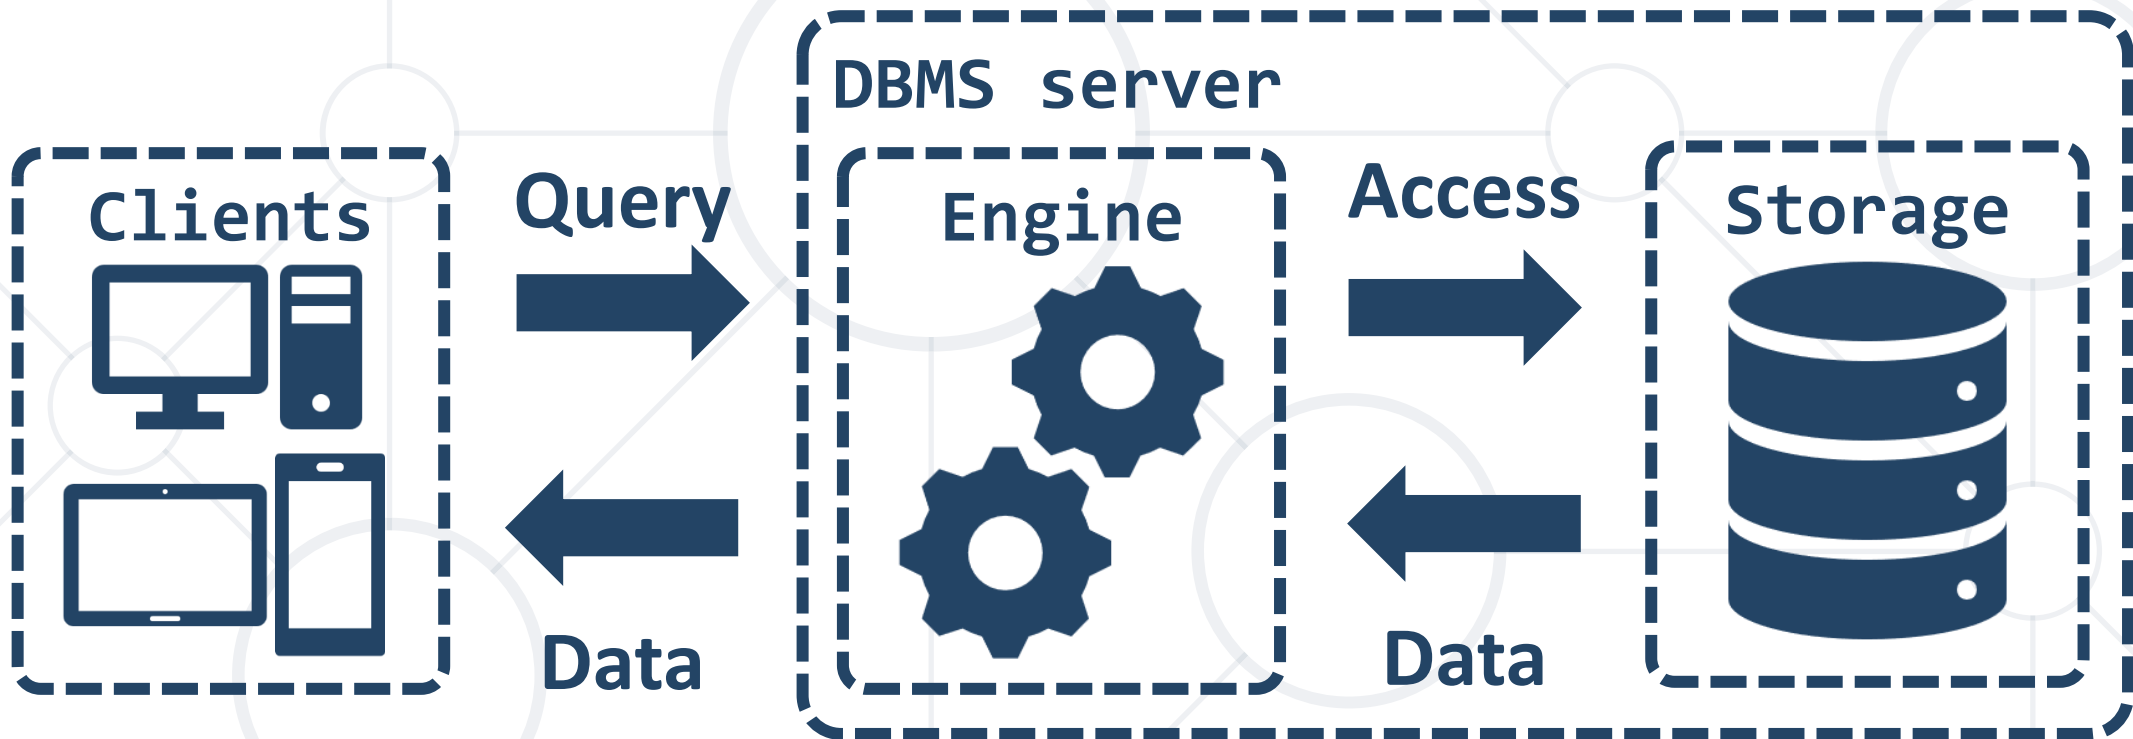 DBMS server
Clients
Query
Engine
Access
Storage
Data
Data